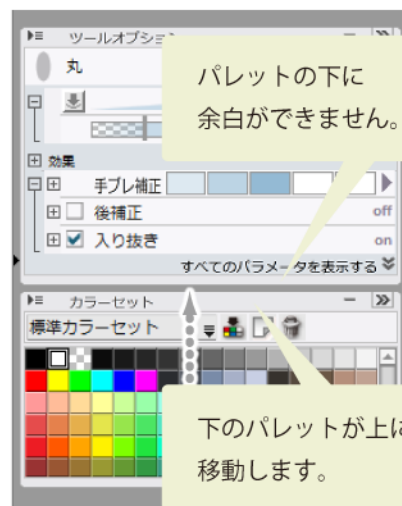 ツールオプション
丸
パレットの下に
余白ができません。
効果
手ブレ補正
後補正 off
入り抜き on
すべてのパラメータを表示する
カラーセット
標準カラーセット
下のパレットが上に
移動します。